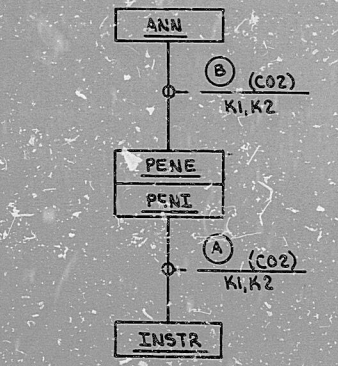 ANN
B (CO2)
K1,K2
PENE
PENI
A (CO2)
K1,K2
INSTR